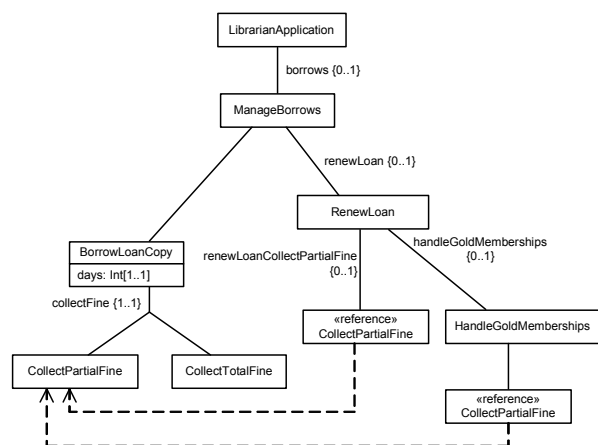 LibrarianApplication
borrows {0..1}
ManageBorrows
renewLoan {0..1}
RenewLoan
BorrowLoanCopy
days: Int[1..1]
renewLoanCollectPartialFine
{0..1}
handleGoldMemberships
{0..1}
collectFine {1..1}
«reference»
CollectPartialFine
HandleGoldMemberships
CollectPartialFine
CollectTotalFine
«reference»
CollectPartialFine